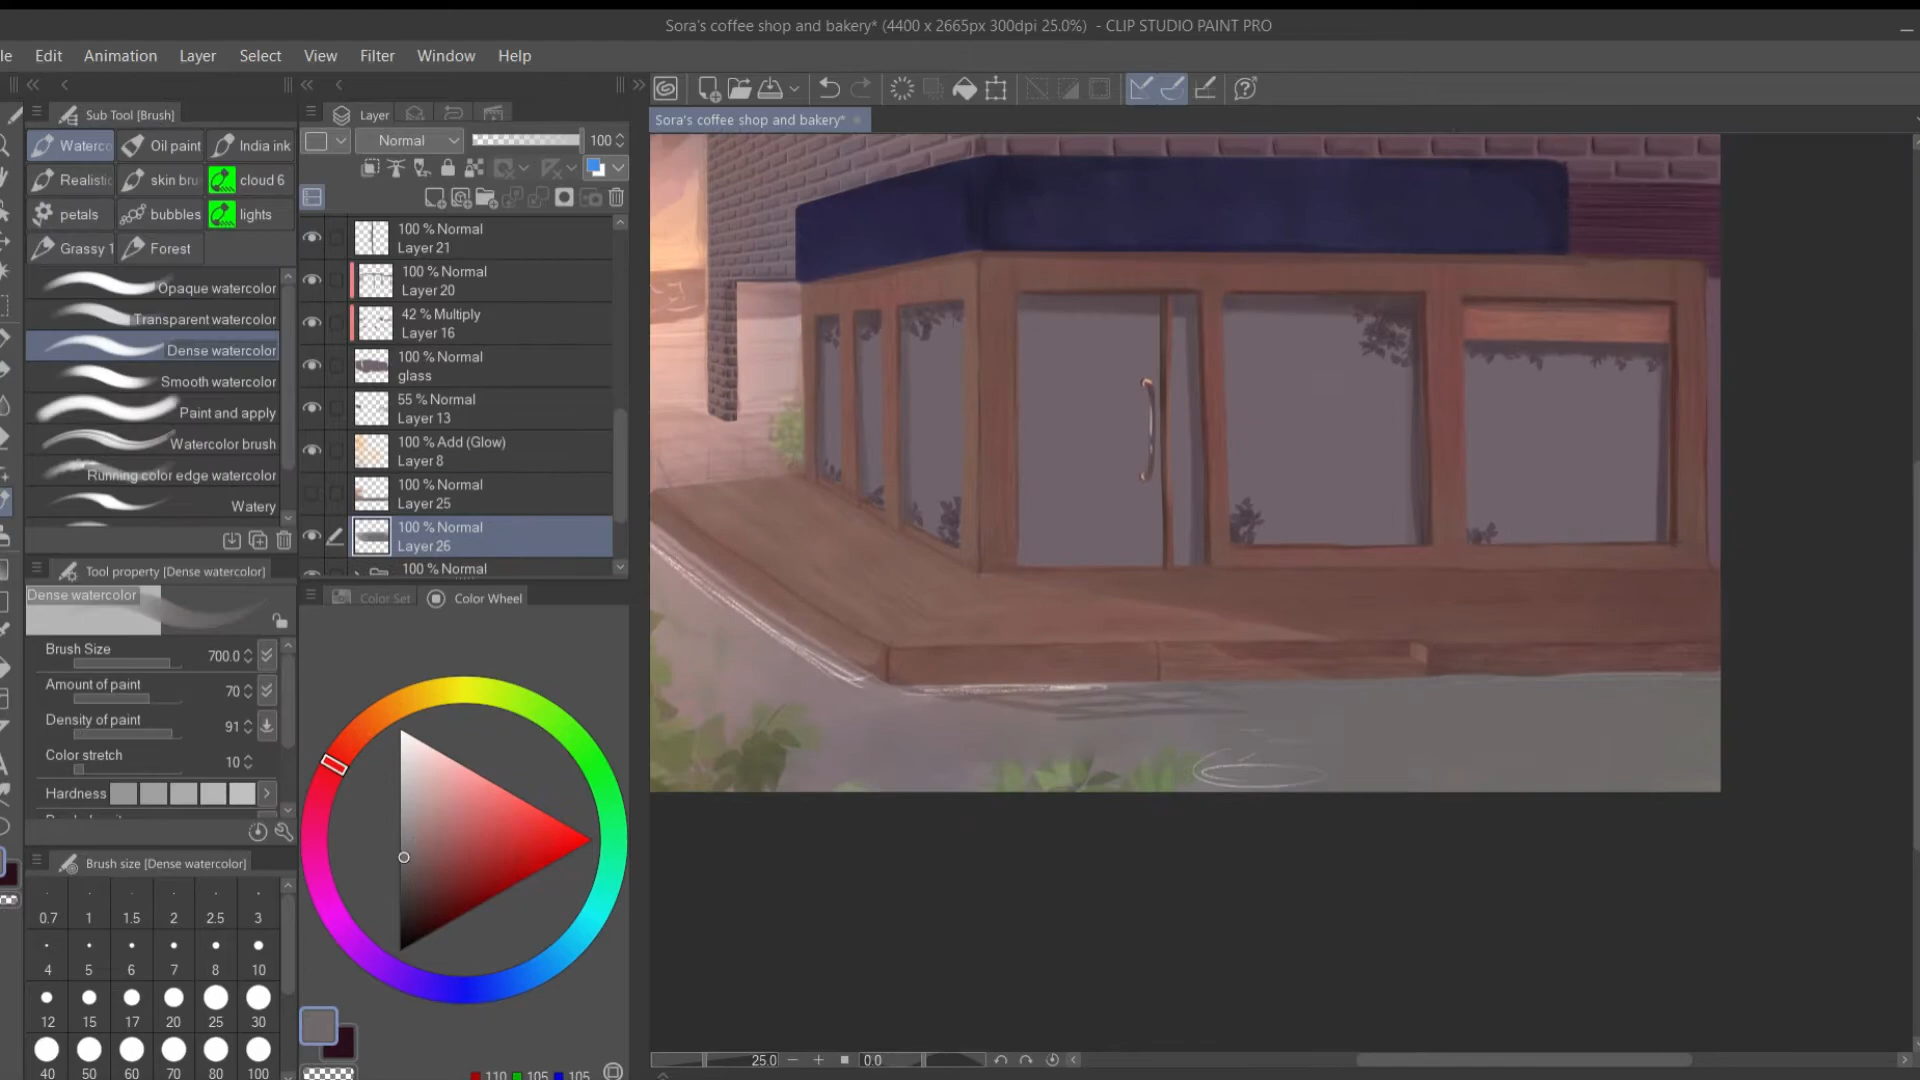 Sora's coffee shop and bakery* (4400 x 2665px 300dpi 25.0%) - CLIP STUDIO PAINT PRO
le Edit Animation Layer Select View Filter Window Help
Sub Tool [Brush]
Waterco Oil paint India ink
Realistic skin bru cloud 6
petals bubbles lights
Grassy 1 Forest
Opaque watercolor
Transparent watercolor
Dense watercolor
Smooth watercolor
Paint and apply
Watercolor brush
Running color edge watercolor
Watery
Tool property [Dense watercolor]
Dense watercolor
Brush Size 700.0
Amount of paint 70
Density of paint 91
Color stretch 10
Hardness
Brush size [Dense watercolor]
0.7 1 1.5 2 2.5 3
4 5 6 7 8 10
12 15 17 20 25 30
40 50 60 70 80 100
Layer
Normal 100
100 % Normal
Layer 21
100 % Normal
Layer 20
42 % Multiply
Layer 16
100 % Normal
glass
55 % Normal
Layer 13
100 % Add (Glow)
Layer 8
100 % Normal
Layer 25
100 % Normal
Layer 26
100 % Normal
Color Set Color Wheel
110 105 105
Sora's coffee shop and bakery*
25.0 0.0